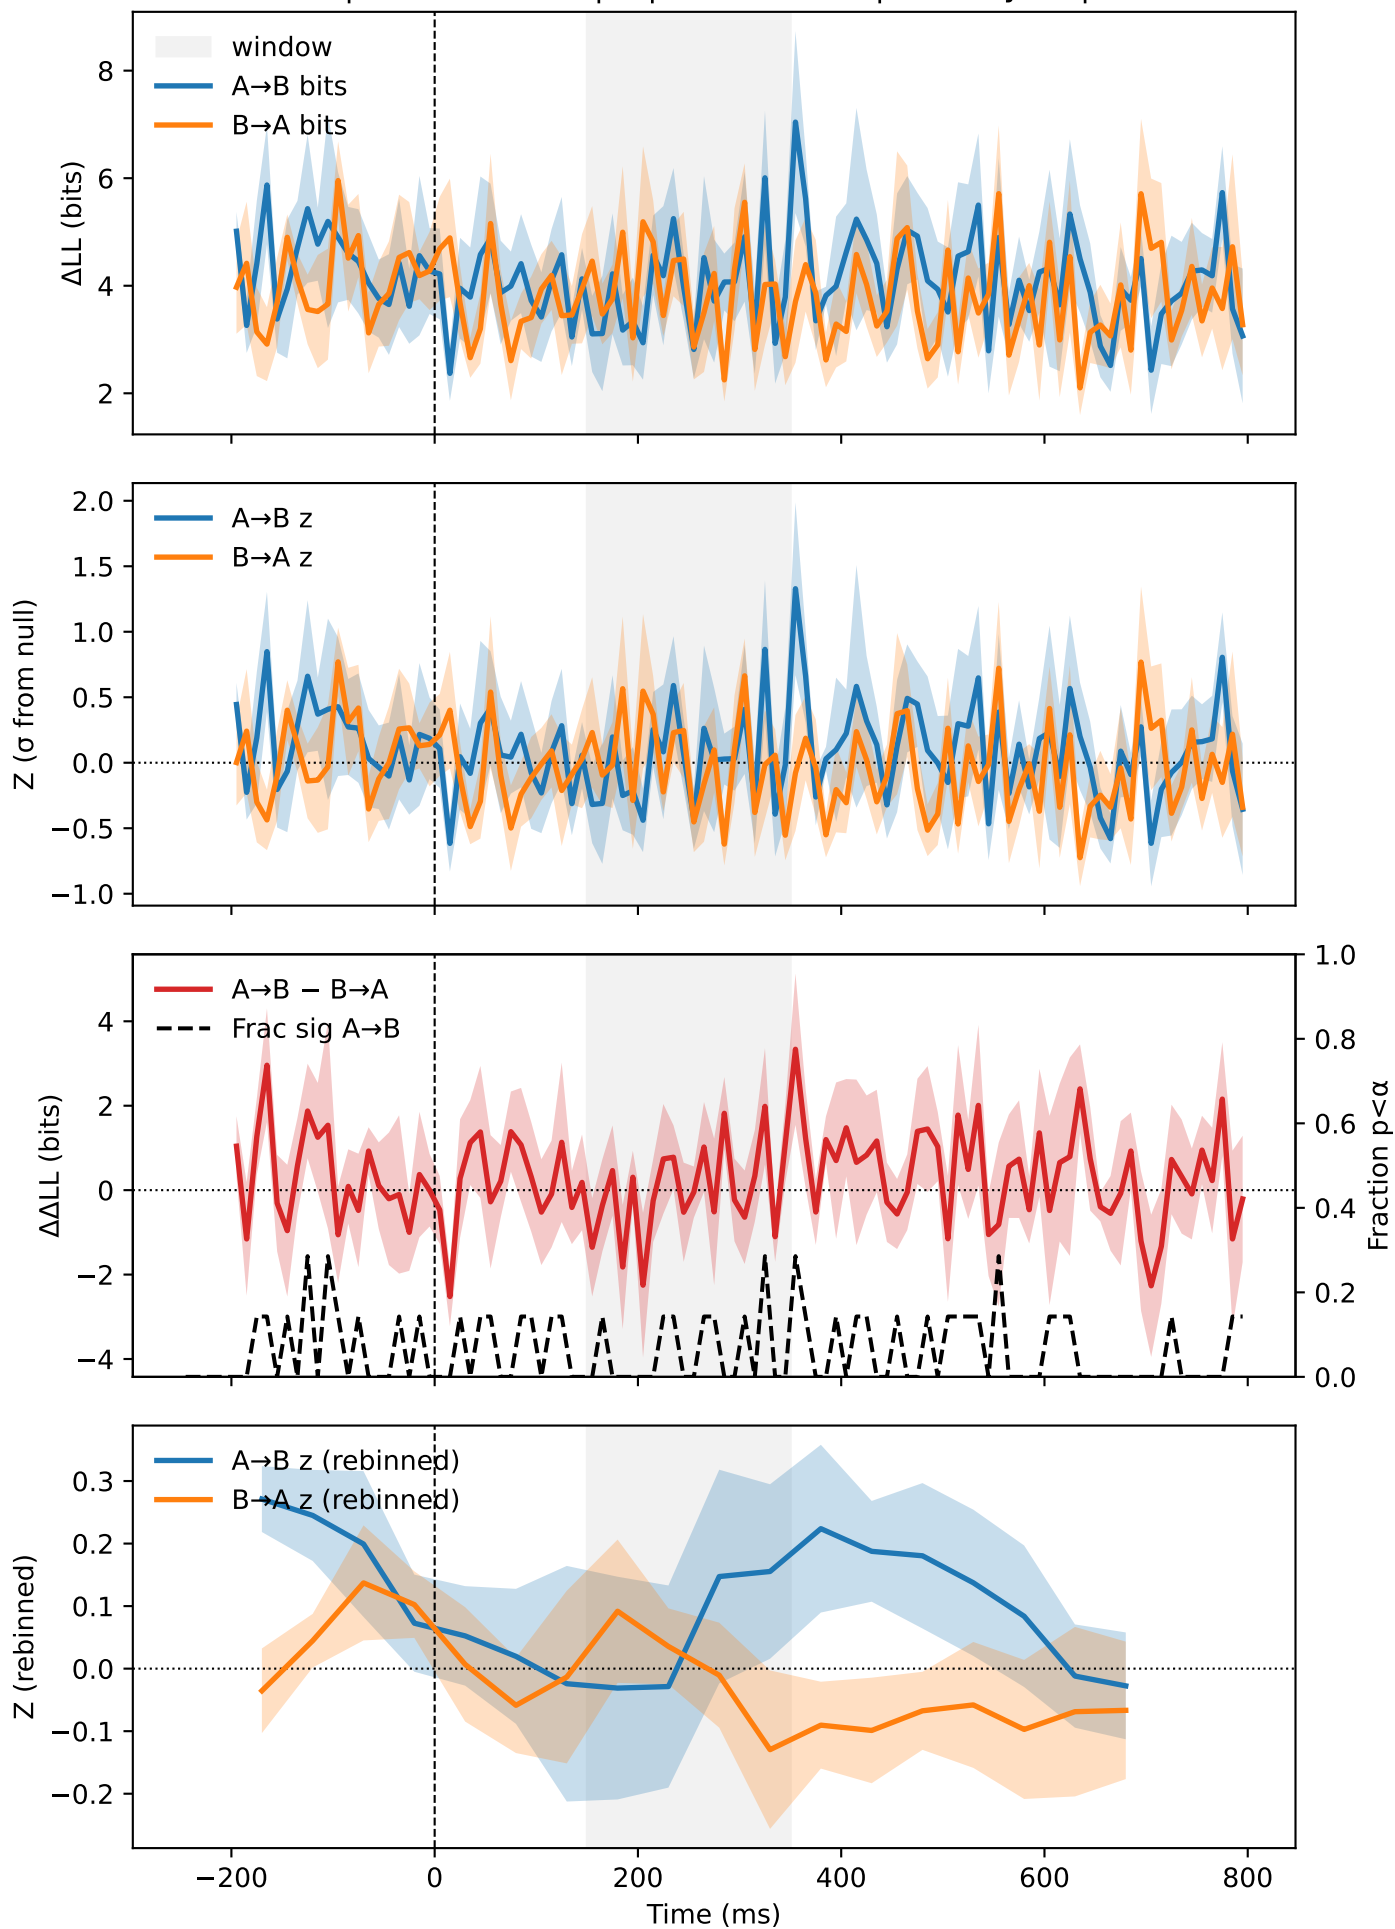 window
A→B bits
B→A bits
8
6
4
2
ΔLL (bits)
A→B z
B→A z
2.0
1.5
1.0
0.5
0.0
−0.5
−1.0
Z (σ from null)
A→B − B→A
Frac sig A→B
4
2
0
−2
−4
ΔΔLL (bits)
1.0
0.8
0.6
0.4
0.2
0.0
Fraction p<α
A→B z (rebinned)
B→A z (rebinned)
0.3
0.2
0.1
0.0
−0.1
−0.2
Z (rebinned)
−200 0 200 400 600 800
Time (ms)